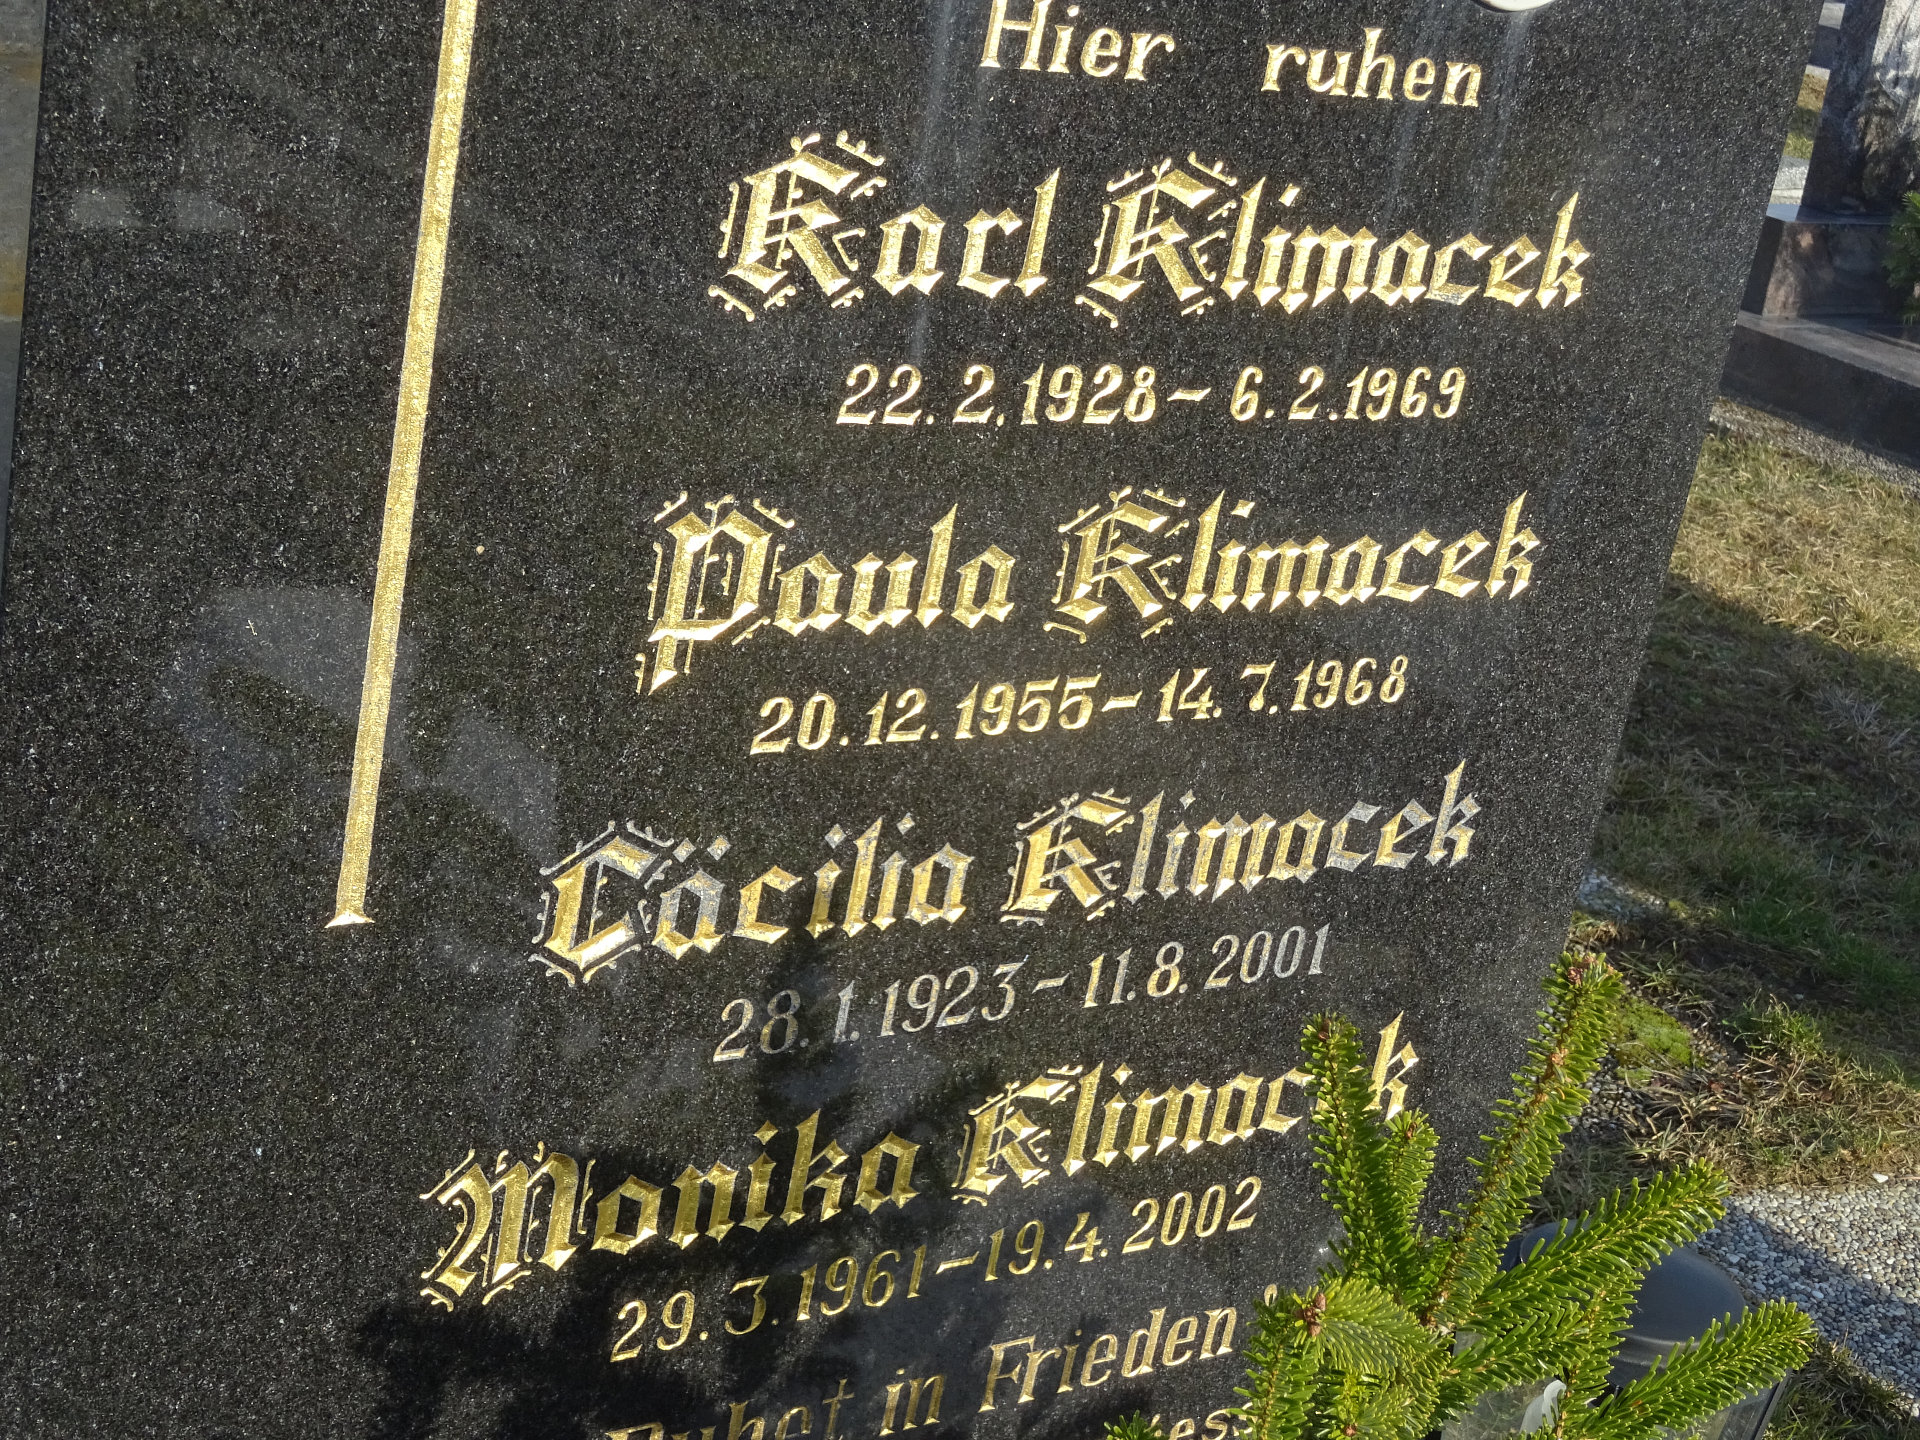 Hier ruhen
Karl Klimacek
22. 2. 1928 – 6. 2. 1969
Paula Klimacek
20. 12. 1955 – 14. 7. 1968
Cäcilia Klimacek
28. 1. 1923 – 11. 8. 2001
Monika Klimacek
29. 3. 1961 – 19. 4. 2002
Ruhet in Frieden